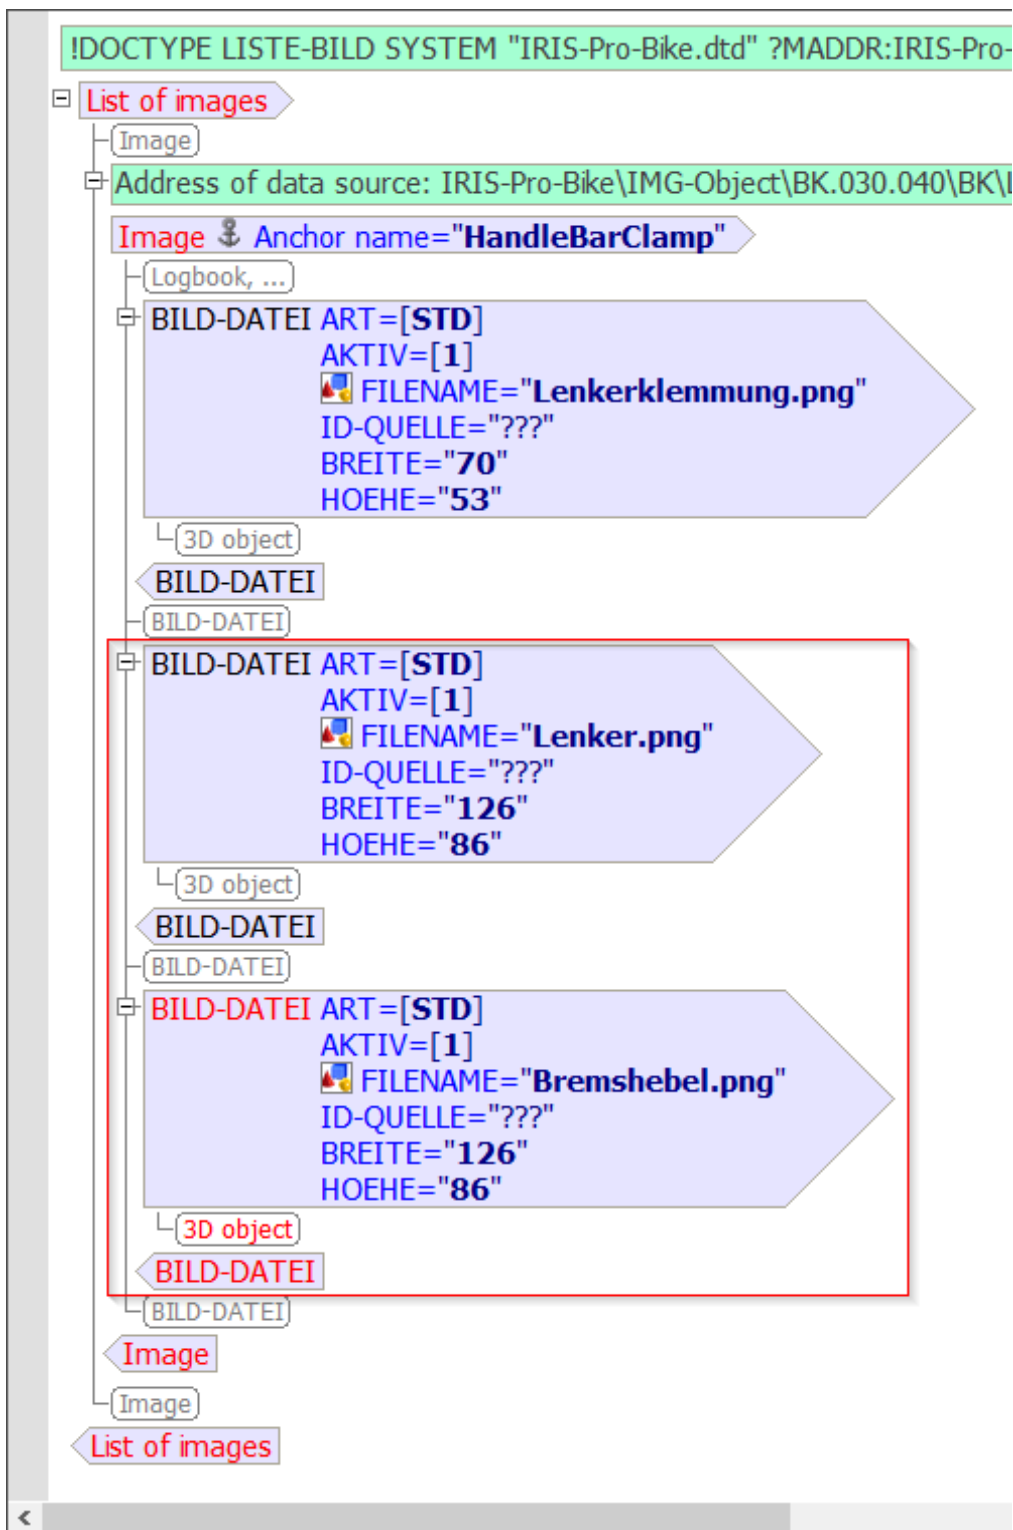 !DOCTYPE LISTE-BILD SYSTEM "IRIS-Pro-Bike.dtd" ?MADDR:IRIS-Pro-
List of images
Image
Address of data source: IRIS-Pro-Bike\IMG-Object\BK.030.040\BK\
Image Anchor name="HandleBarClamp"
Logbook, ...
BILD-DATEI ART=[STD]
AKTIV=[1]
FILENAME="Lenkerklemmung.png"
ID-QUELLE="???"
BREITE="70"
HOEHE="53"
3D object
BILD-DATEI
BILD-DATEI
BILD-DATEI ART=[STD]
AKTIV=[1]
FILENAME="Lenker.png"
ID-QUELLE="???"
BREITE="126"
HOEHE="86"
3D object
BILD-DATEI
BILD-DATEI
BILD-DATEI ART=[STD]
AKTIV=[1]
FILENAME="Bremshebel.png"
ID-QUELLE="???"
BREITE="126"
HOEHE="86"
3D object
BILD-DATEI
BILD-DATEI
Image
Image
List of images